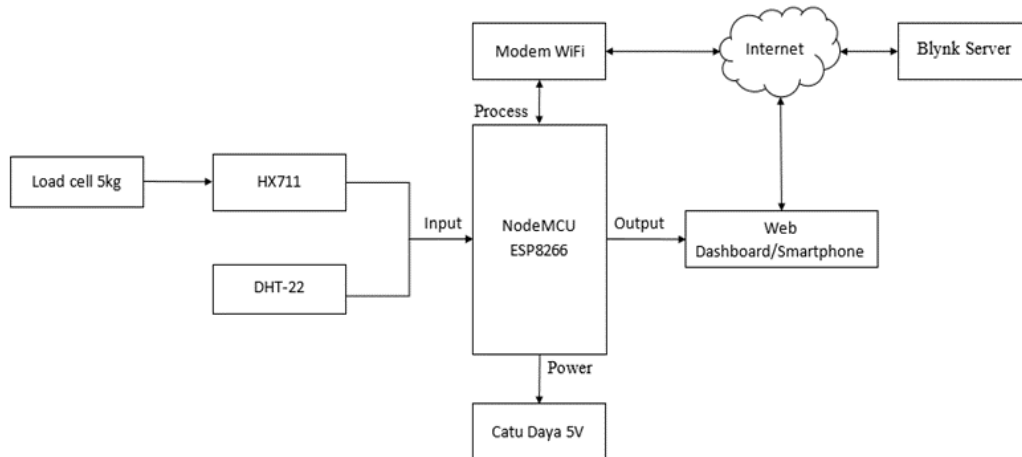 Modem WiFi
Internet
Blynk Server
Process
Load cell 5kg
HX711
Input
NodeMCU
ESP8266
Output
Web
Dashboard/Smartphone
DHT-22
Power
Catu Daya 5V